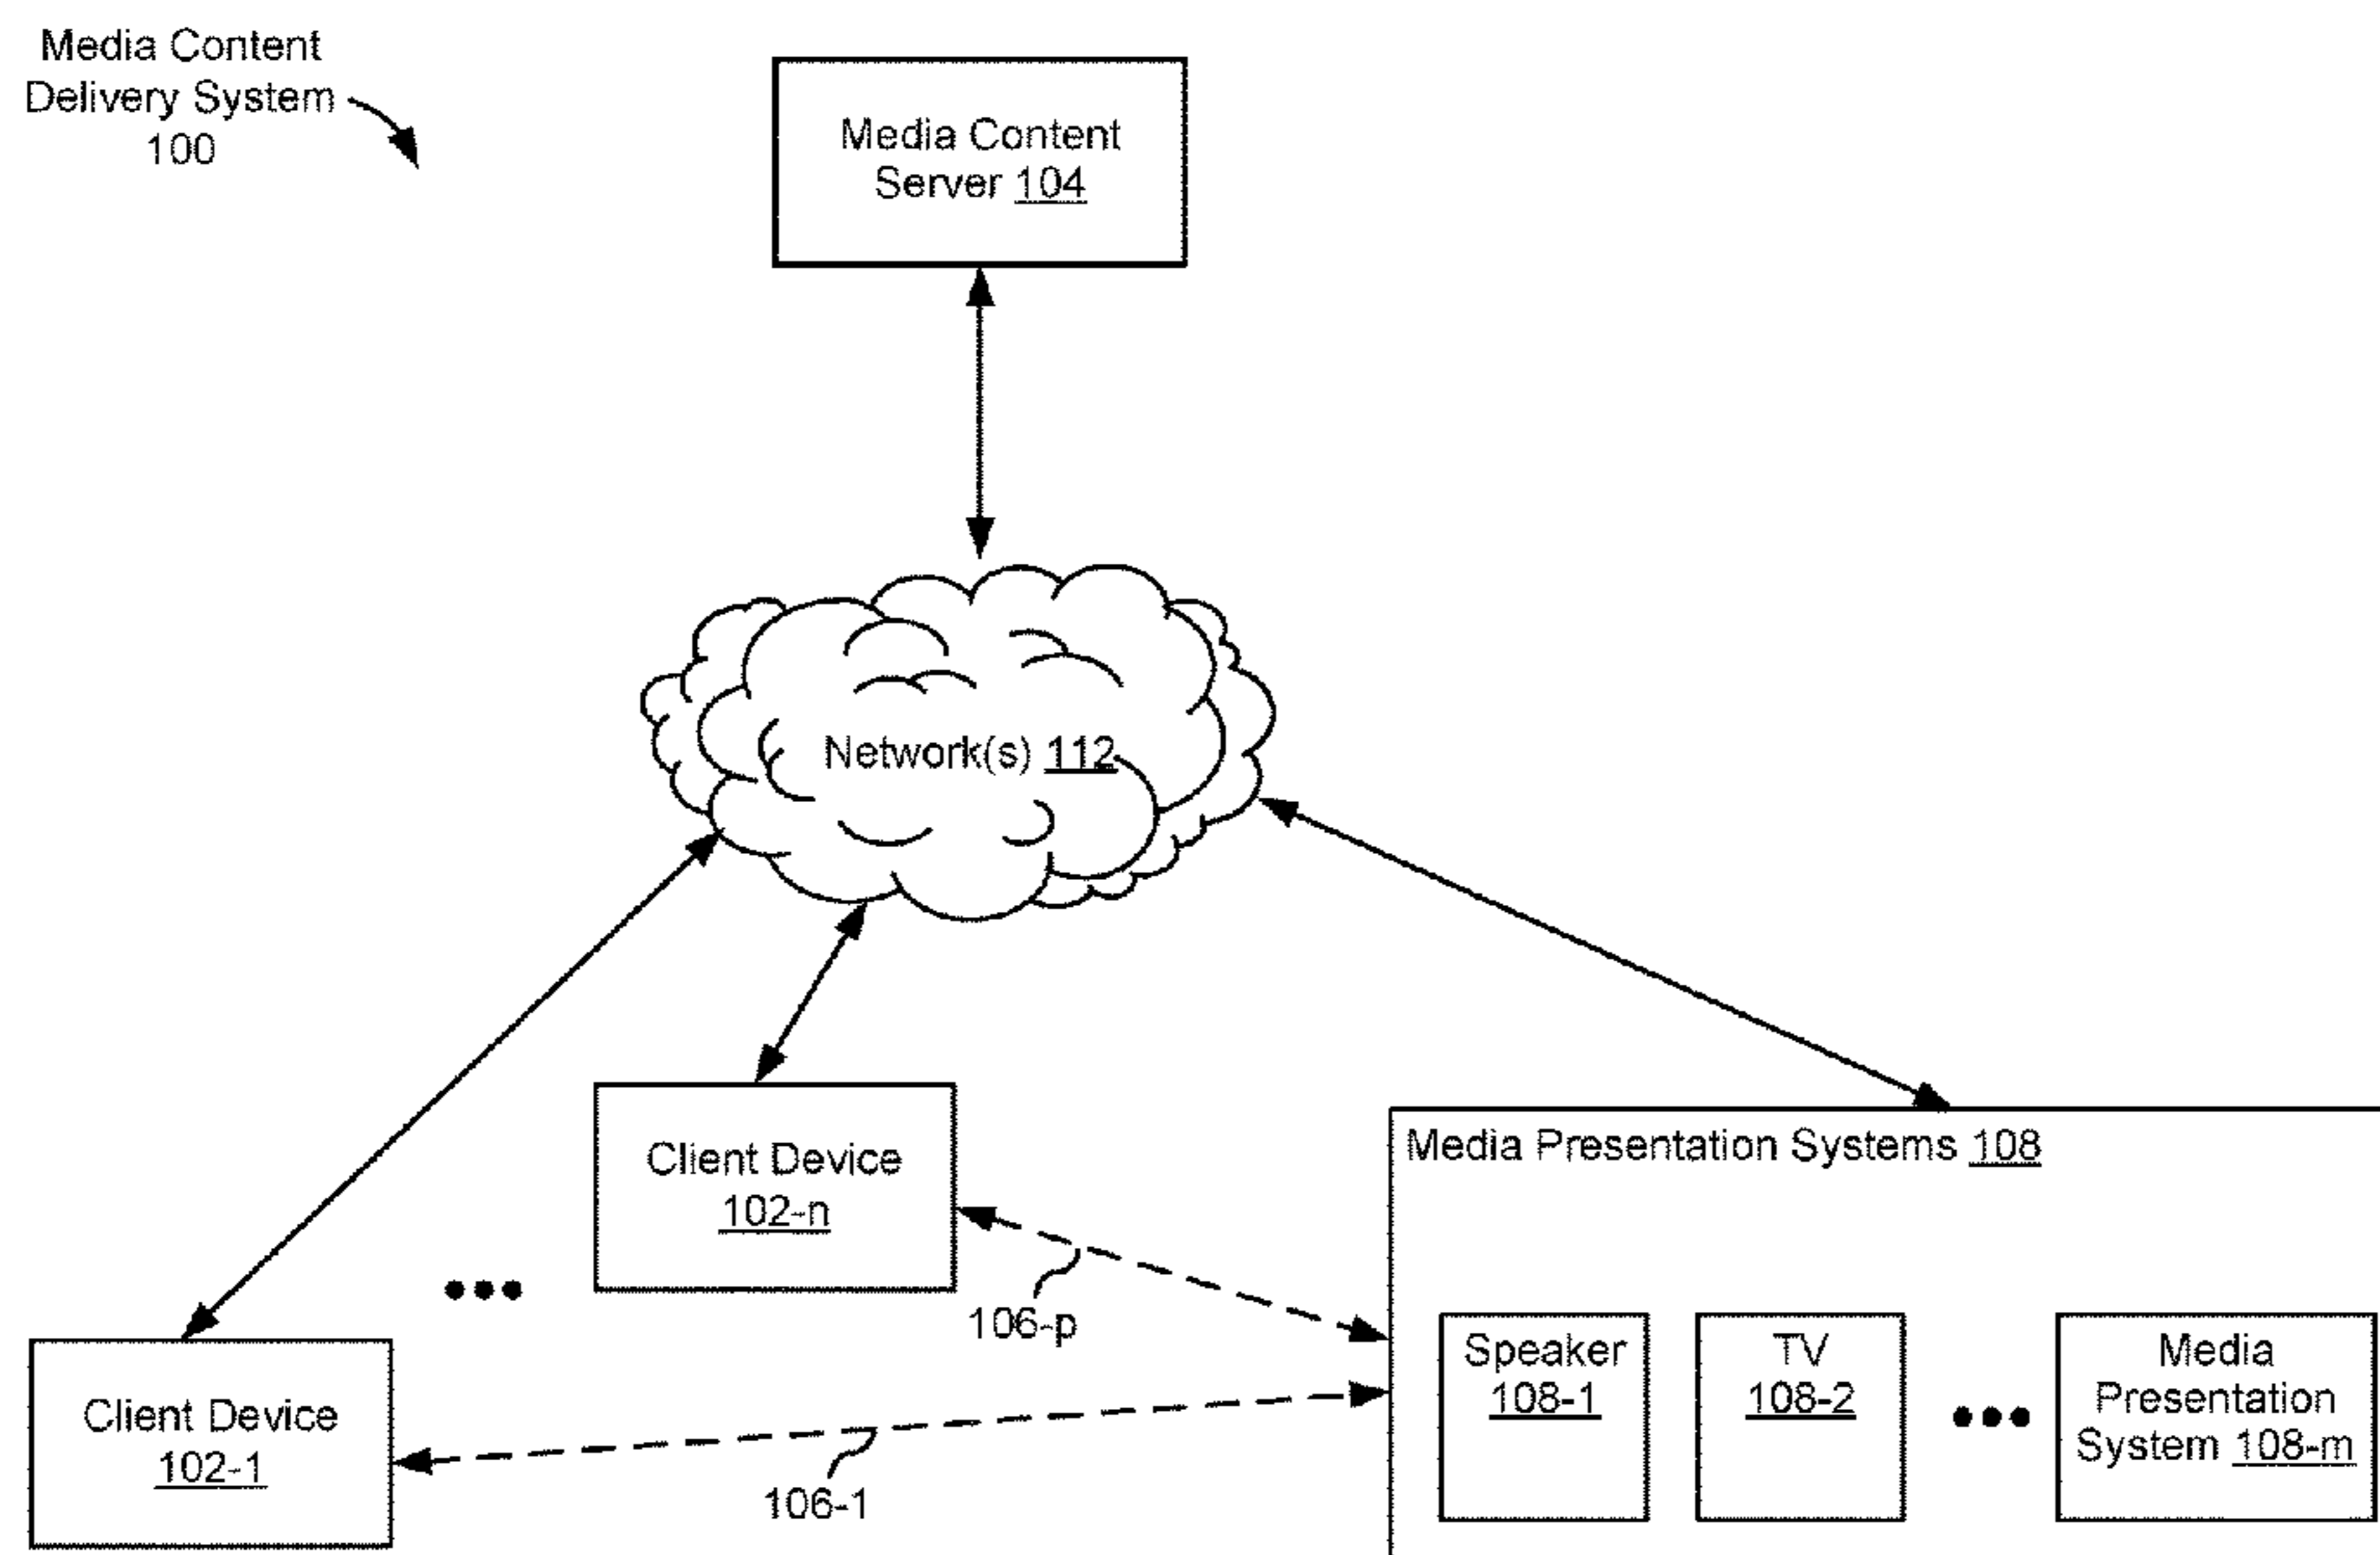 Media Content
Delivery System
100
Media Content
Server 104
Network(s) 112
Client Device
102-n
Media Presentation Systems 108
106-p
Speaker
108-1
TV
108-2
Media
Presentation
System 108-m
Client Device
102-1
106-1